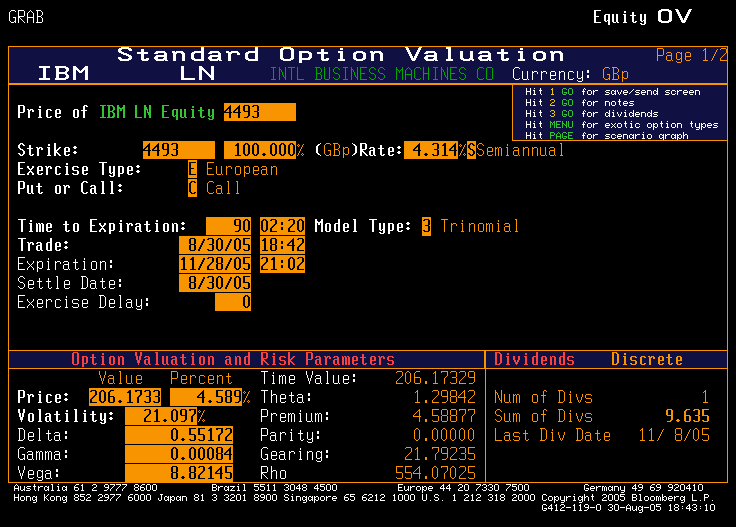 GRAB Equity OV
Standard Option Valuation Page 1/2
IBM LN INTL BUSINESS MACHINES CO Currency: GBp
Hit 1 GO for save/send screen
Hit 2 GO for notes
Price of IBM LN Equity 4493 Hit 3 GO for dividends
Hit MENU for exotic option types
Hit PAGE for scenario graph
Strike: 4493 100.000% (GBp)Rate: 4.314%SSemiannual
Exercise Type: E European
Put or Call: C Call
Time to Expiration: 90 02:20 Model Type: 3 Trinomial
Trade: 8/30/05 18:42
Expiration: 11/28/05 21:02
Settle Date: 8/30/05
Exercise Delay: 0
Option Valuation and Risk Parameters Dividends Discrete
Value Percent Time Value: 206.17329
Price: 206.1733 4.589% Theta: 1.29842 Num of Divs 1
Volatility: 21.097% Premium: 4.58877 Sum of Divs 9.635
Delta: 0.55172 Parity: 0.00000 Last Div Date 11/ 8/05
Gamma: 0.00084 Gearing: 21.79235
Vega: 8.82145 Rho 554.07025
Australia 61 2 9777 8600 Brazil 5511 3048 4500 Europe 44 20 7330 7500 Germany 49 69 920410
Hong Kong 852 2977 6000 Japan 81 3 3201 8900 Singapore 65 6212 1000 U.S. 1 212 318 2000 Copyright 2005 Bloomberg L.P.
G412-119-0 30-Aug-05 18:43:10